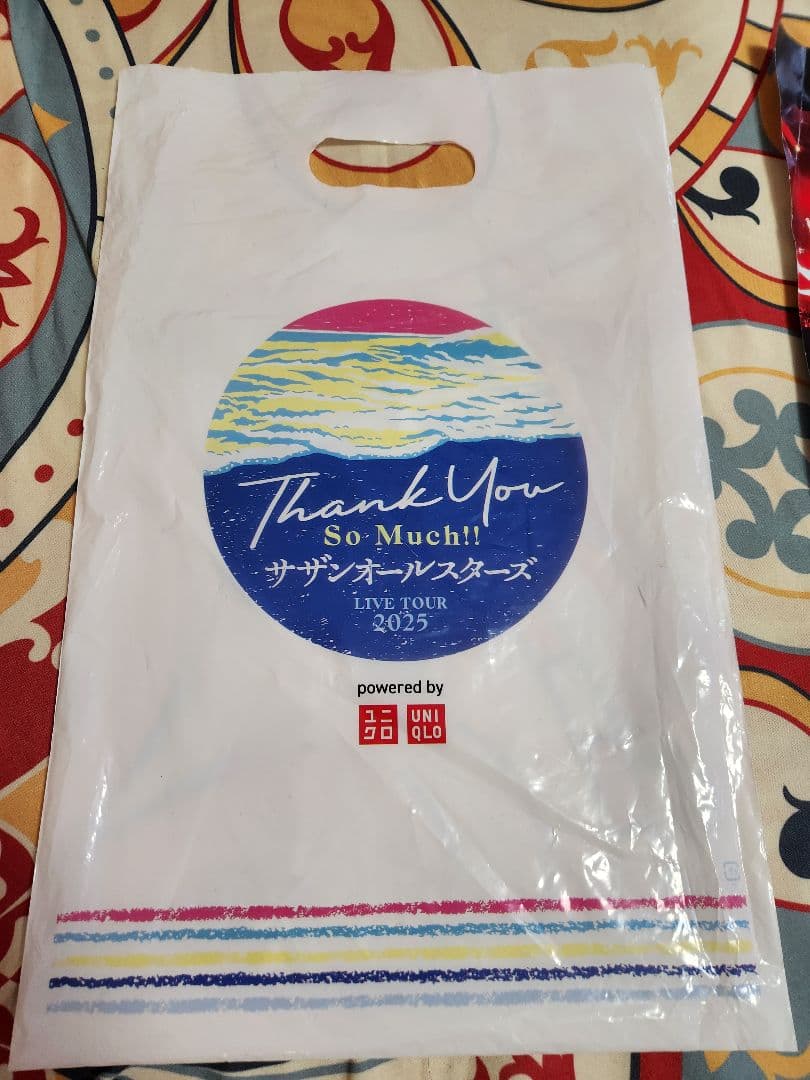 Thank You
So Much!!
サザンオールスターズ
LIVE TOUR
2025
powered by
ユニクロ UNIQLO